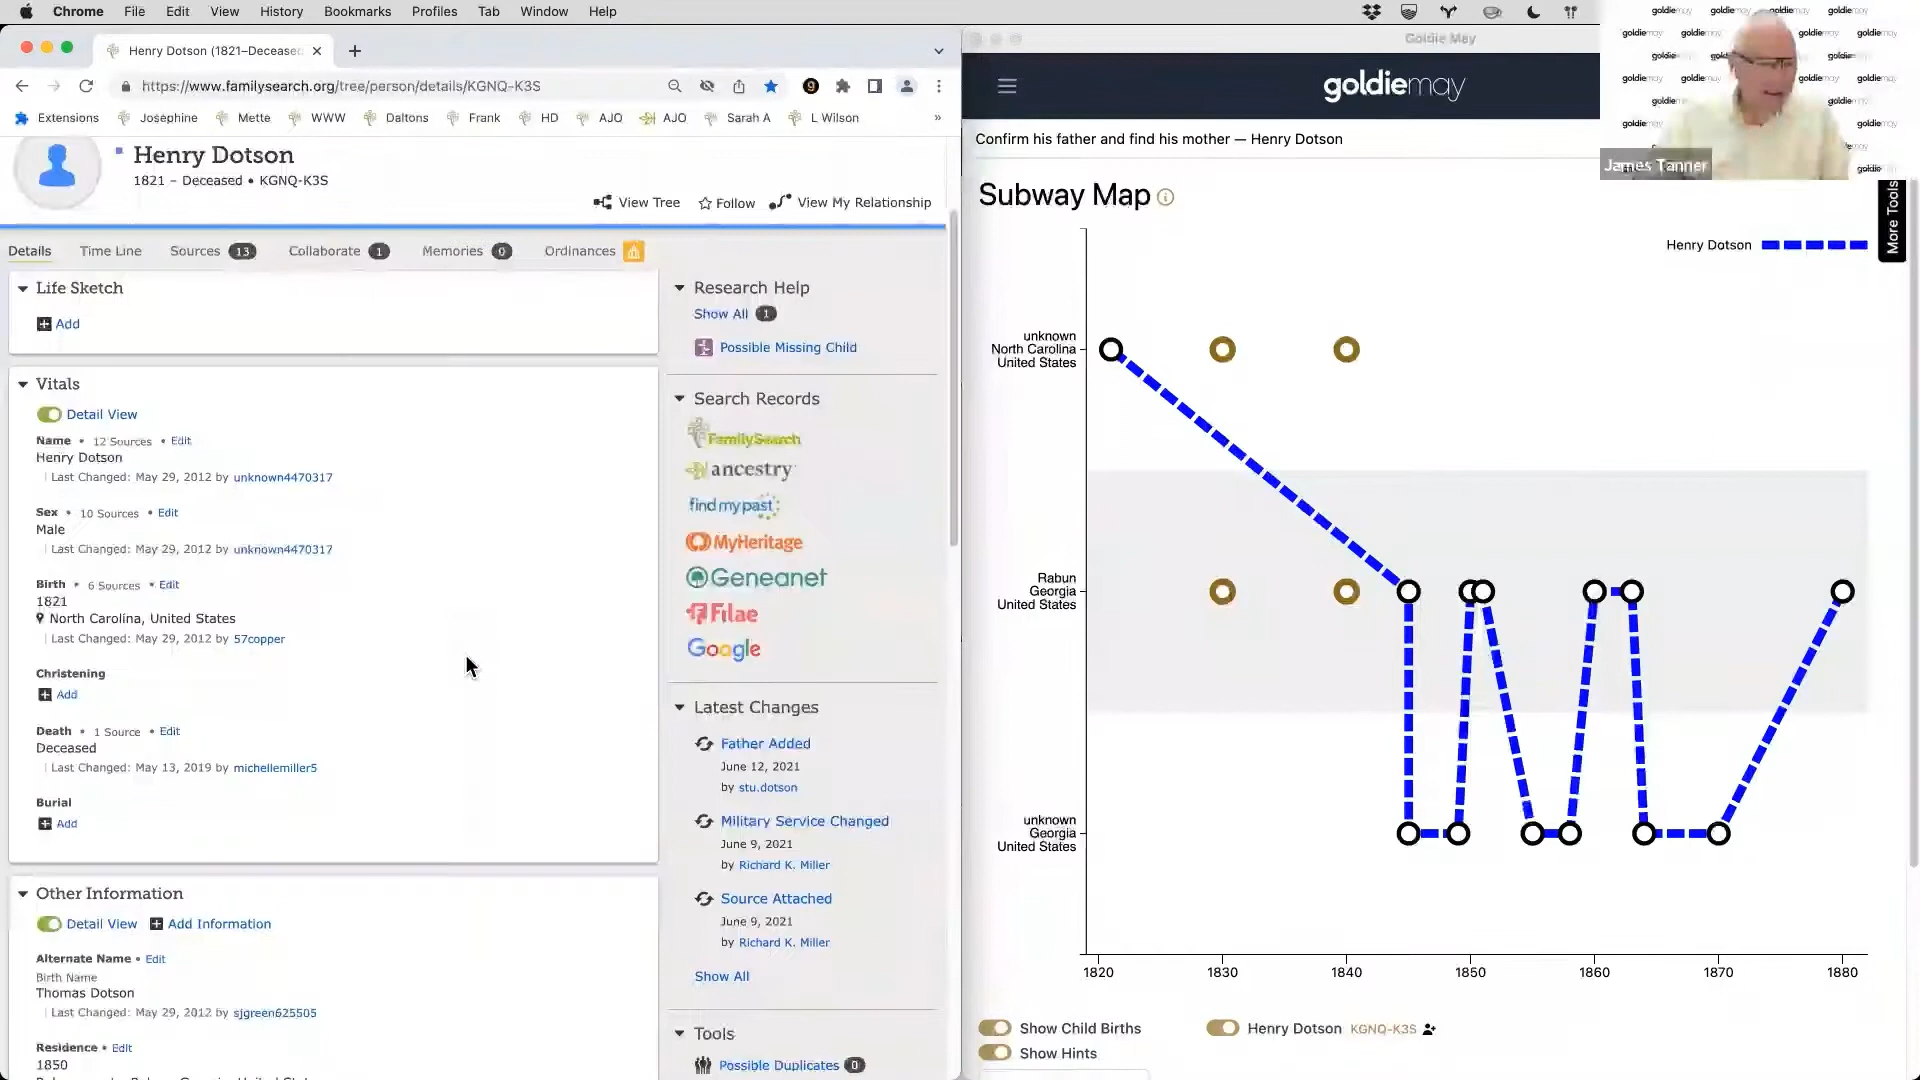 Chrome File Edit View History Bookmarks Profiles Tab Window Help
Henry Dotson (1821–Deceased
https://www.familysearch.org/tree/person/details/KGNQ-K3S
Extensions Josephine Mette WWW Daltons Frank HD AJO AJO Sarah A L Wilson »
Henry Dotson
1821 – Deceased • KGNQ-K3S
View Tree Follow View My Relationship
Details Time Line Sources 13 Collaborate 1 Memories 0 Ordinances
Life Sketch
Add
Vitals
Detail View
Name • 12 Sources • Edit
Henry Dotson
Last Changed: May 29, 2012 by unknown4470317
Sex • 10 Sources • Edit
Male
Last Changed: May 29, 2012 by unknown4470317
Birth • 6 Sources • Edit
1821
North Carolina, United States
Last Changed: May 29, 2012 by 57copper
Christening
Add
Death • 1 Source • Edit
Deceased
Last Changed: May 13, 2019 by michellemiller5
Burial
Add
Other Information
Detail View Add Information
Alternate Name • Edit
Birth Name
Thomas Dotson
Last Changed: May 29, 2012 by sjgreen625505
Residence • Edit
1850
Research Help
Show All 1
Possible Missing Child
Search Records
FamilySearch
ancestry
findmypast
MyHeritage
Geneanet
Filae
Google
Latest Changes
Father Added
June 12, 2021
by stu.dotson
Military Service Changed
June 9, 2021
by Richard K. Miller
Source Attached
June 9, 2021
by Richard K. Miller
Show All
Tools
Possible Duplicates 0
Goldie May
goldiemay
Confirm his father and find his mother — Henry Dotson
Subway Map
More Tools
Henry Dotson
unknown
North Carolina
United States
Rabun
Georgia
United States
unknown
Georgia
United States
1820 1830 1840 1850 1860 1870 1880
Show Child Births Henry Dotson KGNQ-K3S
Show Hints
James Tanner